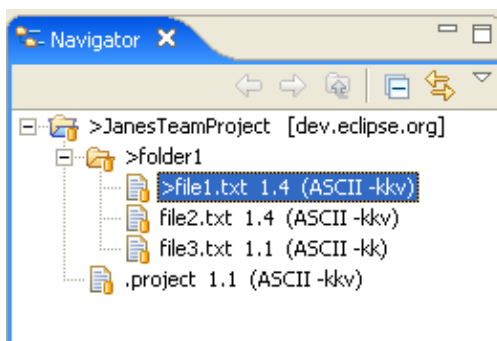 Navigator
>JanesTeamProject [dev.eclipse.org]
>folder1
>file1.txt 1.4 (ASCII -kkv)
file2.txt 1.4 (ASCII -kkv)
file3.txt 1.1 (ASCII -kk)
.project 1.1 (ASCII -kkv)